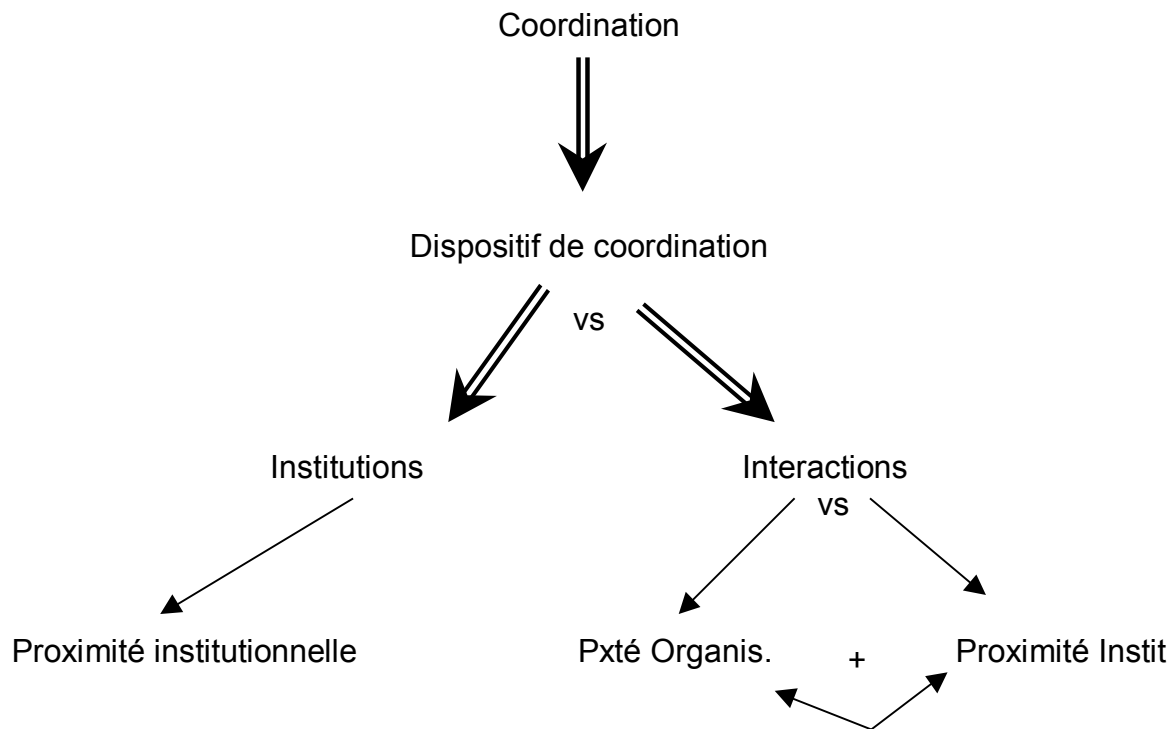 Coordination
Dispositif de coordination
vs
Institutions
Interactions
vs
Proximité institutionnelle
Pxté Organis.
+
Proximité Instit